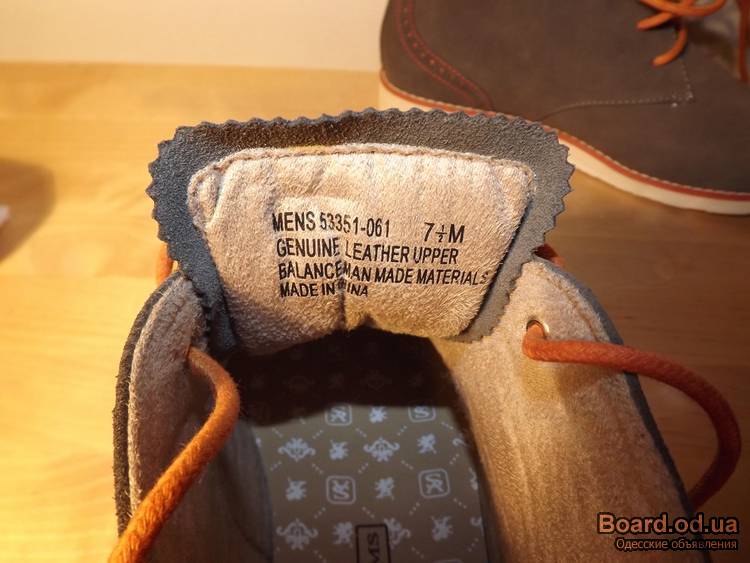 MENS 53351-061 7½M
GENUINE LEATHER UPPER
BALANCE MAN MADE MATERIALS
MADE IN CHINA
Board.od.ua
Одесские объявления